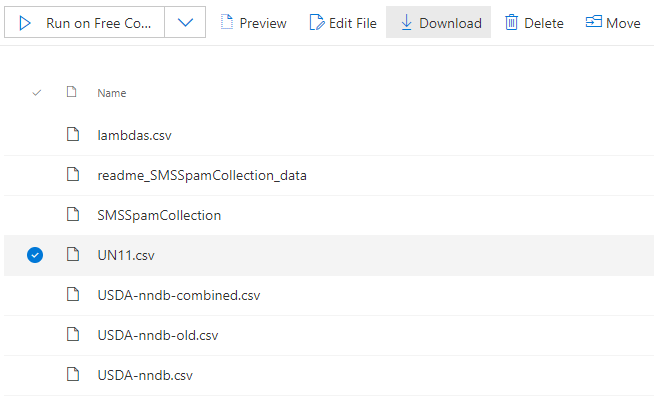 Run on Free Co... Preview Edit File Download Delete Move
Name
lambdas.csv
readme_SMSSpamCollection_data
SMSSpamCollection
UN11.csv
USDA-nndb-combined.csv
USDA-nndb-old.csv
USDA-nndb.csv